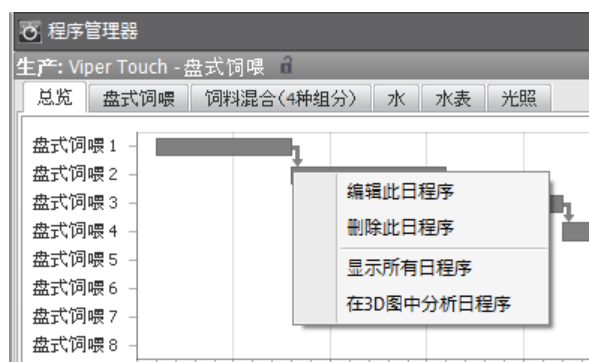 程序管理器
生产: Viper Touch - 盘式饲喂
总览 盘式饲喂 饲料混合(4种组分) 水 水表 光照
盘式饲喂 1
盘式饲喂 2
盘式饲喂 3
盘式饲喂 4
盘式饲喂 5
盘式饲喂 6
盘式饲喂 7
盘式饲喂 8
编辑此日程序
删除此日程序
显示所有日程序
在3D图中分析日程序